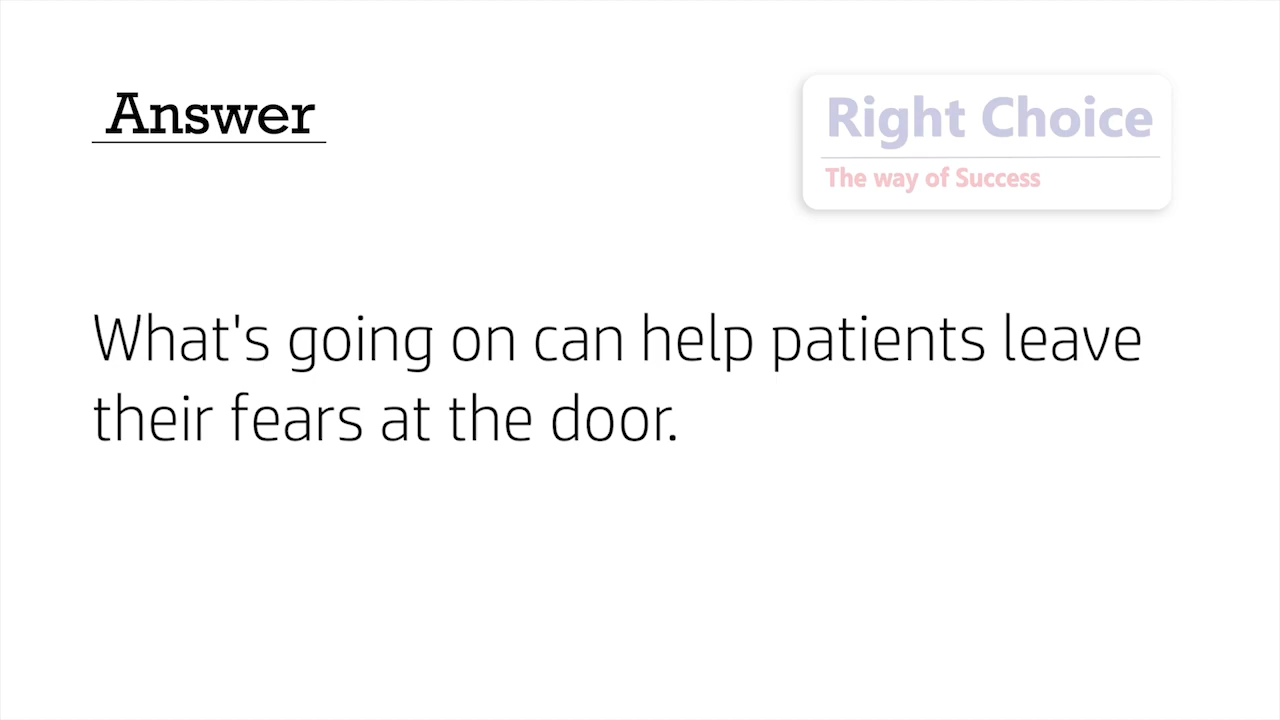 Answer
Right Choice
The way of Success
What's going on can help patients leave
their fears at the door.